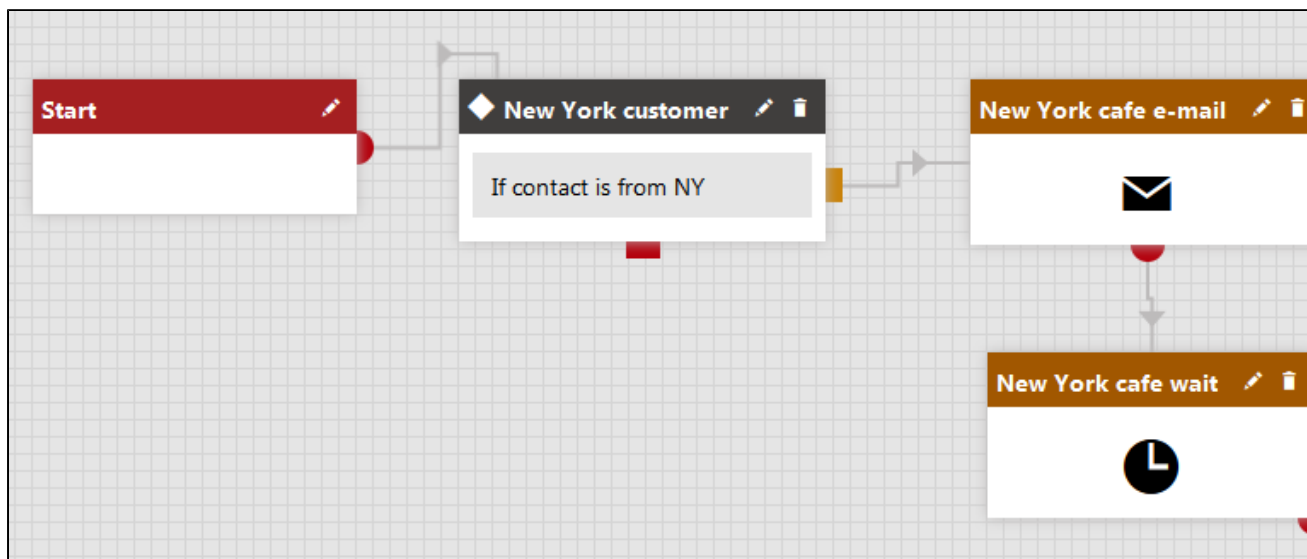 Start
New York customer
If contact is from NY
New York cafe e-mail
New York cafe wait